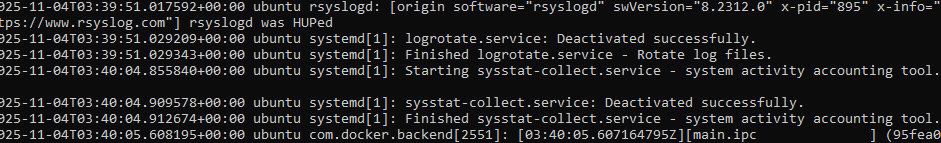 025-11-04T03:39:51.017592+00:00 ubuntu rsyslogd: [origin software="rsyslogd" swVersion="8.2312.0" x-pid="895" x-info="
tps://www.rsyslog.com"] rsyslogd was HUPed
025-11-04T03:39:51.029209+00:00 ubuntu systemd[1]: logrotate.service: Deactivated successfully.
025-11-04T03:39:51.029343+00:00 ubuntu systemd[1]: Finished logrotate.service - Rotate log files.
025-11-04T03:40:04.855840+00:00 ubuntu systemd[1]: Starting sysstat-collect.service - system activity accounting tool.
025-11-04T03:40:04.909578+00:00 ubuntu systemd[1]: sysstat-collect.service: Deactivated successfully.
025-11-04T03:40:04.912674+00:00 ubuntu systemd[1]: Finished sysstat-collect.service - system activity accounting tool.
025-11-04T03:40:05.608195+00:00 ubuntu com.docker.backend[2551]: [03:40:05.607164795Z][main.ipc              ] (95fea0